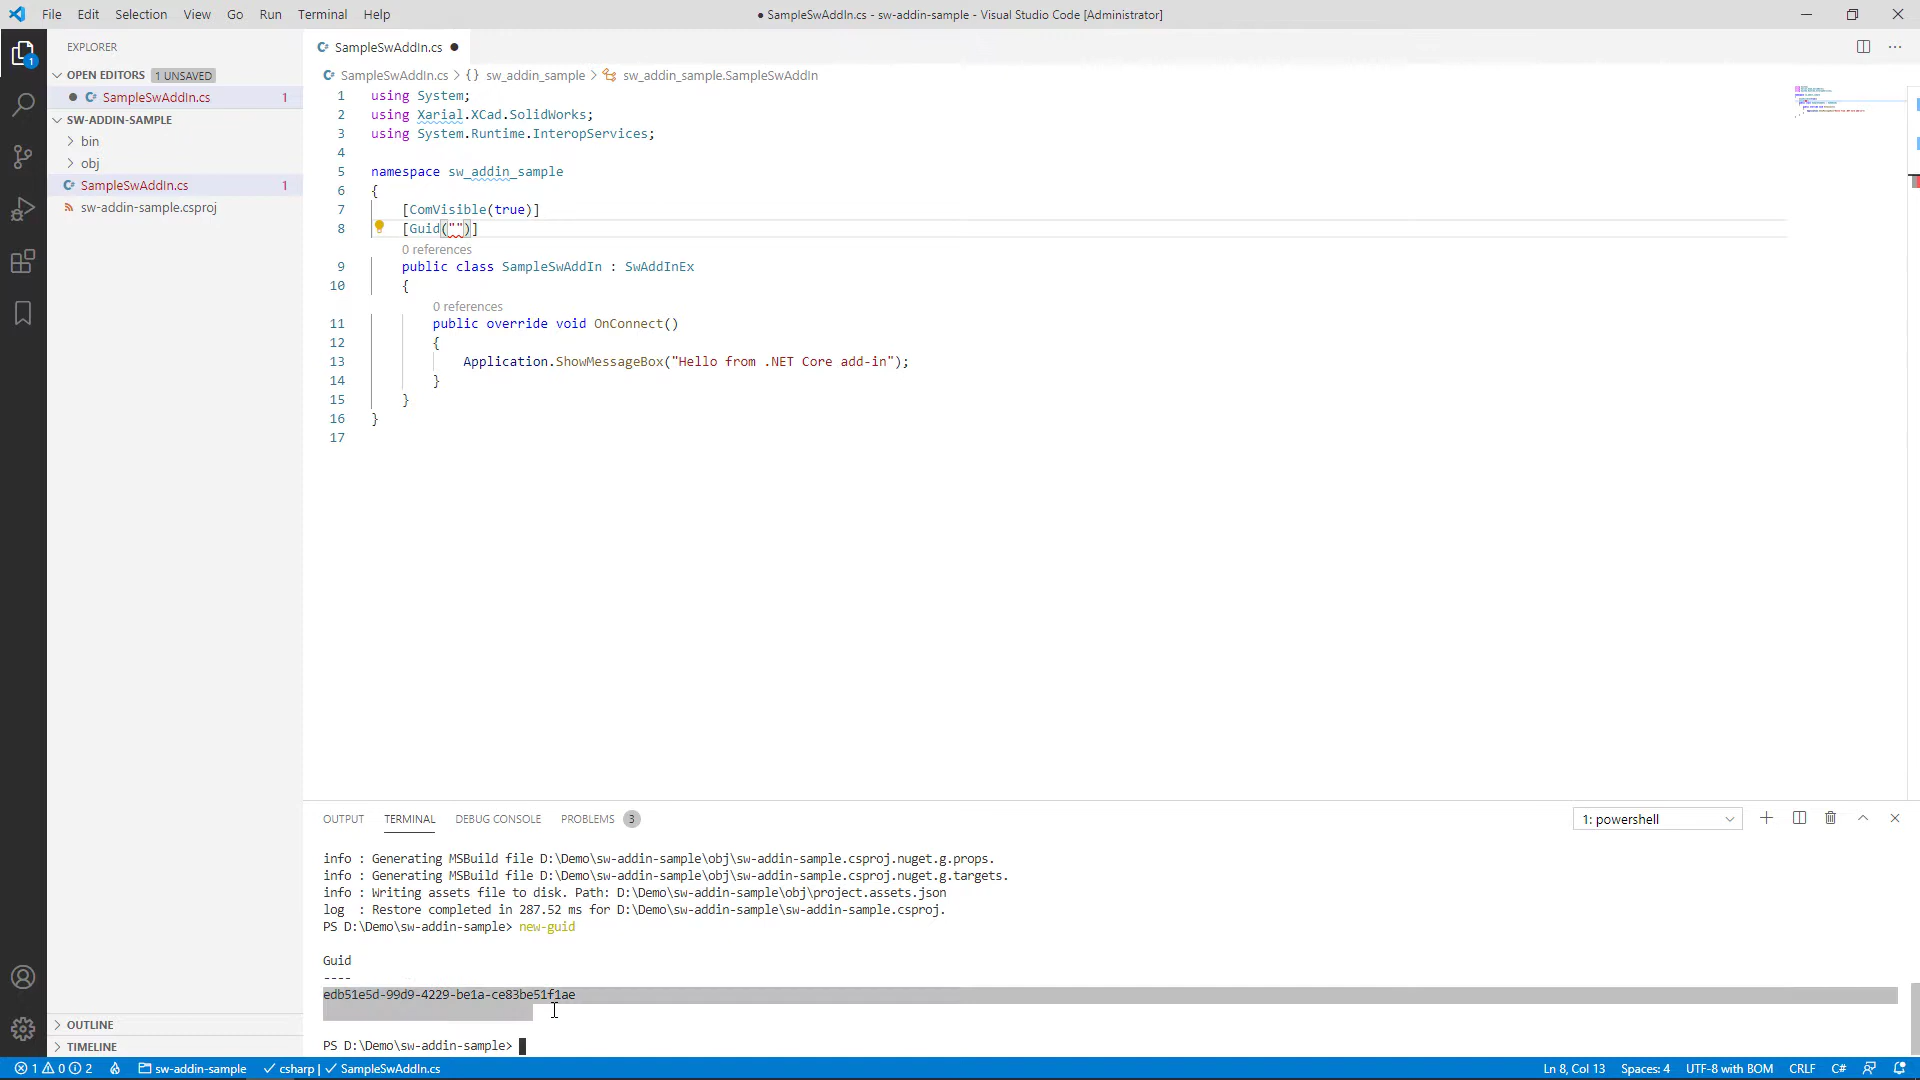 File Edit Selection View Go Run Terminal Help
● SampleSwAddIn.cs - sw-addin-sample - Visual Studio Code [Administrator]
EXPLORER
OPEN EDITORS 1 UNSAVED
SampleSwAddIn.cs 1
SW-ADDIN-SAMPLE
bin
obj
SampleSwAddIn.cs 1
sw-addin-sample.csproj
OUTLINE
TIMELINE
1
SampleSwAddIn.cs
SampleSwAddIn.cs > {} sw_addin_sample > sw_addin_sample.SampleSwAddIn
1 using System;
2 using Xarial.XCad.SolidWorks;
3 using System.Runtime.InteropServices;
4
5 namespace sw_addin_sample
6 {
7 [ComVisible(true)]
8 [Guid("")]
0 references
9 public class SampleSwAddIn : SwAddInEx
10 {
0 references
11 public override void OnConnect()
12 {
13 Application.ShowMessageBox("Hello from .NET Core add-in");
14 }
15 }
16 }
17
OUTPUT TERMINAL DEBUG CONSOLE PROBLEMS 3
1: powershell
info : Generating MSBuild file D:\Demo\sw-addin-sample\obj\sw-addin-sample.csproj.nuget.g.props.
info : Generating MSBuild file D:\Demo\sw-addin-sample\obj\sw-addin-sample.csproj.nuget.g.targets.
info : Writing assets file to disk. Path: D:\Demo\sw-addin-sample\obj\project.assets.json
log : Restore completed in 287.52 ms for D:\Demo\sw-addin-sample\sw-addin-sample.csproj.
PS D:\Demo\sw-addin-sample> new-guid
Guid
----
edb51e5d-99d9-4229-be1a-ce83be51f1ae
PS D:\Demo\sw-addin-sample>
1 0 2 sw-addin-sample csharp | SampleSwAddIn.cs
Ln 8, Col 13 Spaces: 4 UTF-8 with BOM CRLF C#